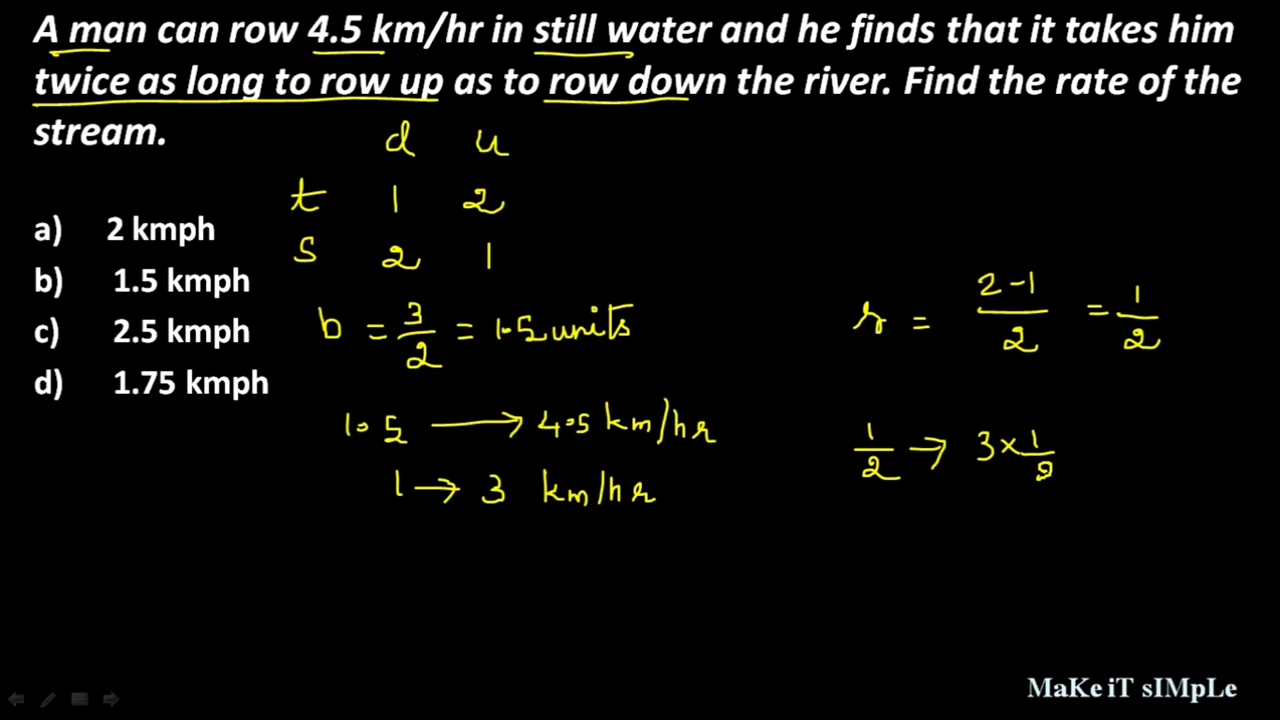 A man can row 4.5 km/hr in still water and he finds that it takes him
twice as long to row up as to row down the river. Find the rate of the
stream.
d u
t 1 2
a) 2 kmph
S 2 1
b) 1.5 kmph
b = 3/2 = 1.5 units
r = 2-1/2 = 1/2
c) 2.5 kmph
d) 1.75 kmph
1.5 → 4.5 km/hr
1/2 → 3 × 1/2
1 → 3 km/hr
MaKe iT sIMpLe